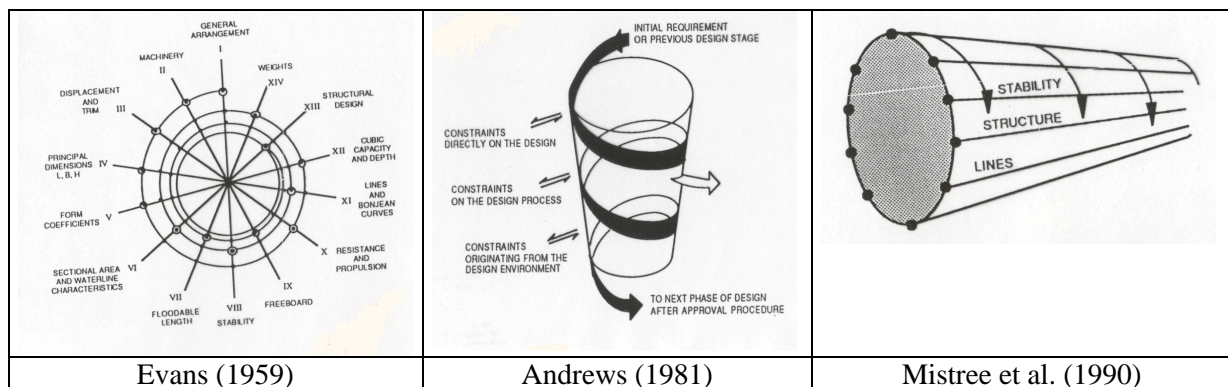 GENERAL
ARRANGEMENT
I
MACHINERY
II
WEIGHTS
XIV
DISPLACEMENT
AND
TRIM
III
STRUCTURAL
DESIGN
XIII
PRINCIPAL
DIMENSIONS
L, B, H
IV
CUBIC
CAPACITY
AND DEPTH
XII
FORM
COEFFICIENTS
V
LINES
AND
BONJEAN
CURVES
XI
SECTIONAL AREA
AND WATERLINE
CHARACTERISTICS
VI
RESISTANCE
AND
PROPULSION
X
VII
FLOODABLE
LENGTH
VIII
STABILITY
IX
FREEBOARD
Evans (1959)
INITIAL REQUIREMENT
OR PREVIOUS DESIGN
STAGE
CONSTRAINTS
DIRECTLY ON THE DESIGN
CONSTRAINTS
ON THE DESIGN PROCESS
CONSTRAINTS
ORIGINATING FROM THE
DESIGN ENVIRONMENT
TO NEXT PHASE OF DESIGN
AFTER APPROVAL PROCEDURE
Andrews (1981)
STABILITY
STRUCTURE
LINES
Mistree et al. (1990)